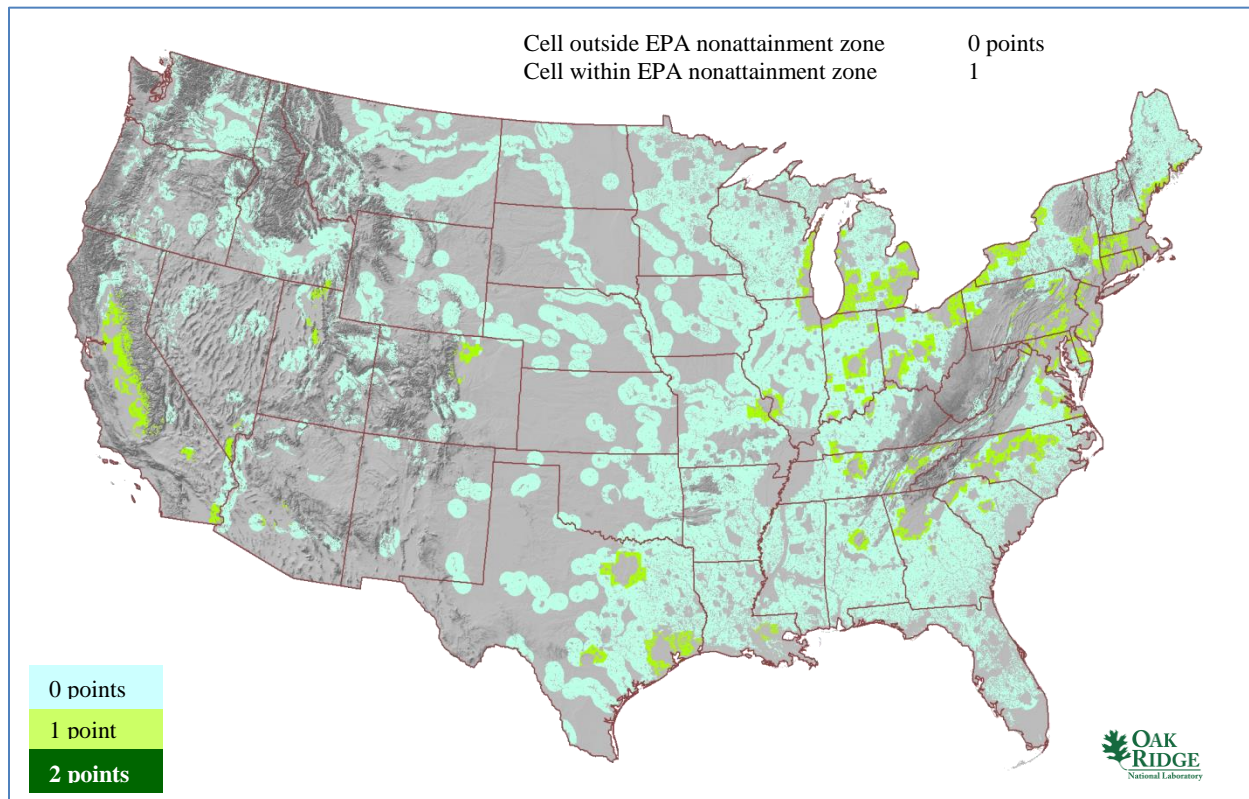 Cell outside EPA nonattainment zone 0 points
Cell within EPA nonattainment zone 1
0 points
1 point
2 points
OAK
RIDGE
National Laboratory